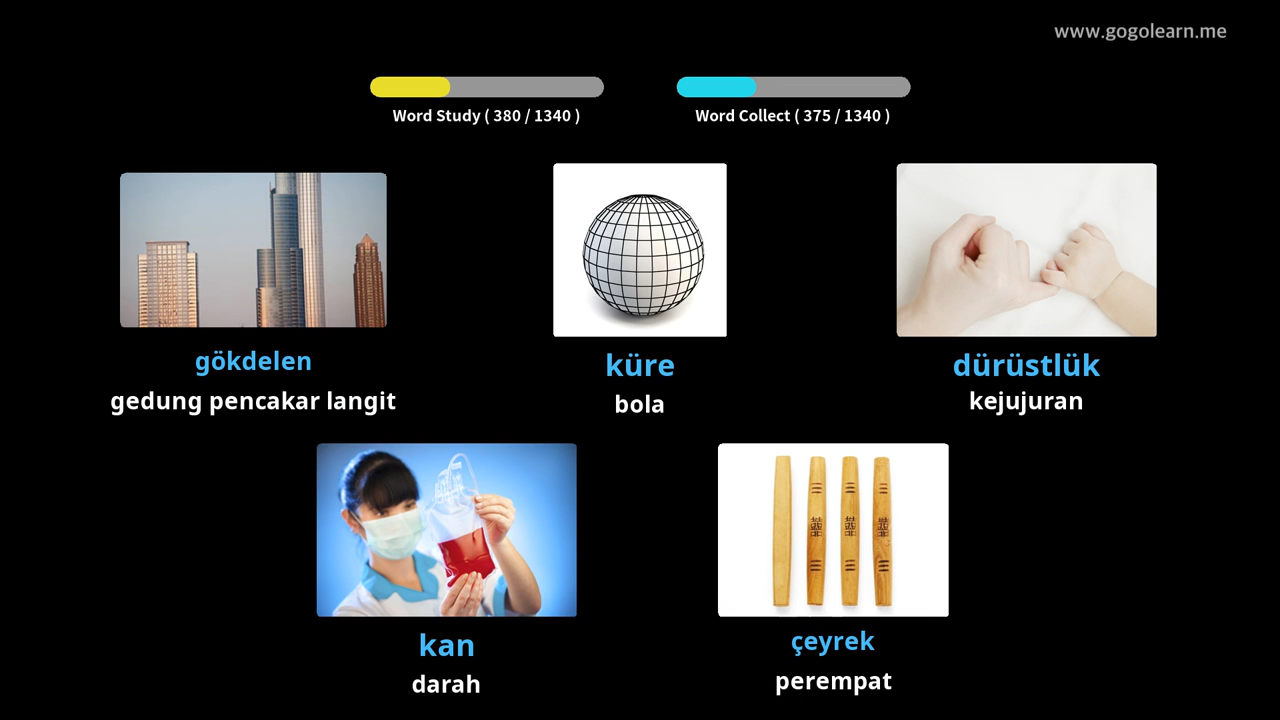 www.gogolearn.me
Word Study ( 380 / 1340 )
Word Collect ( 375 / 1340 )
gökdelen
gedung pencakar langit
küre
bola
dürüstlük
kejujuran
kan
darah
çeyrek
perempat